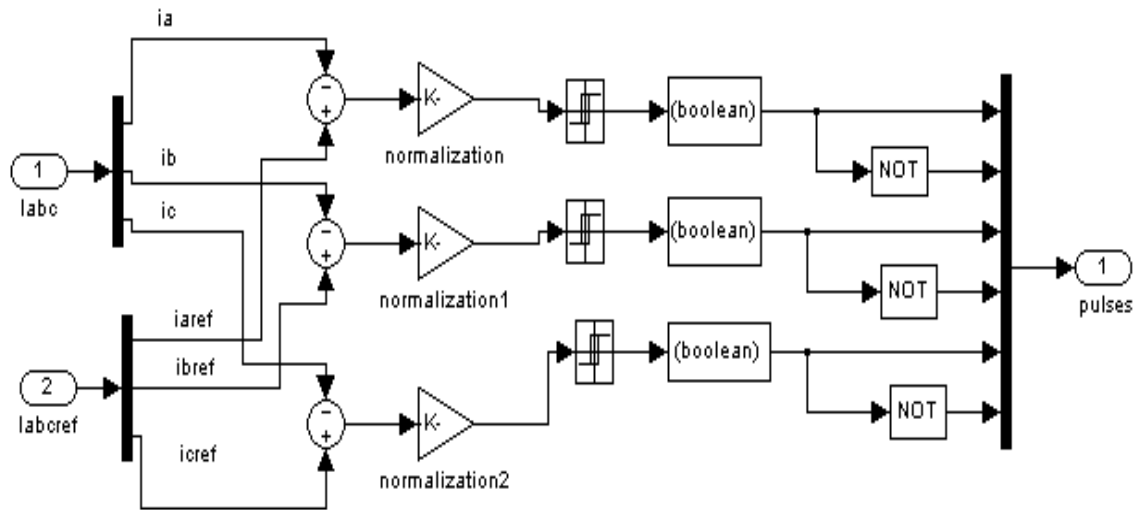 ia
K-
(boolean)
normalization
NOT
ib
1
Iabc
ic
K-
(boolean)
normalization1
NOT
1
pulses
iaref
ibref
2
Iabcref
K-
(boolean)
icref
normalization2
NOT